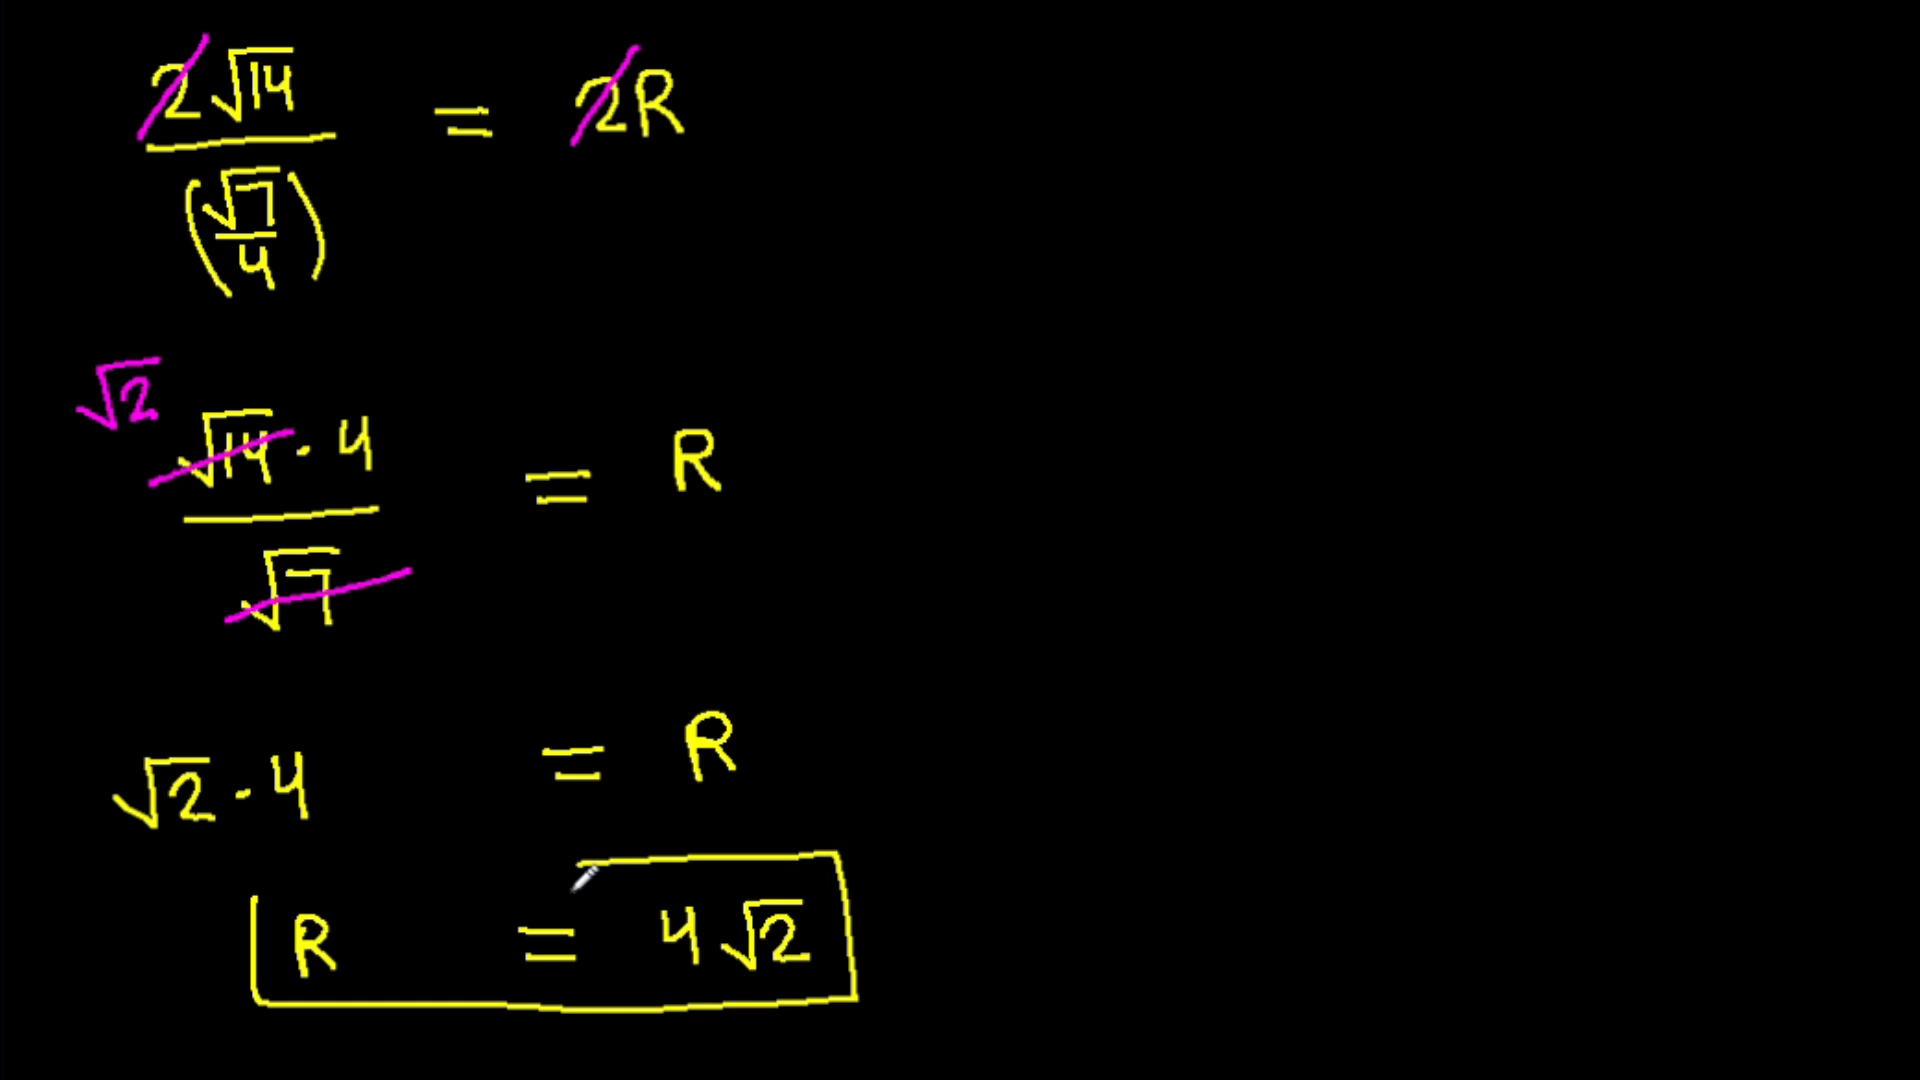 2√14 / (√7/4) = 2R
√2
√14 · 4 / √7 = R
√2 · 4 = R
R = 4√2